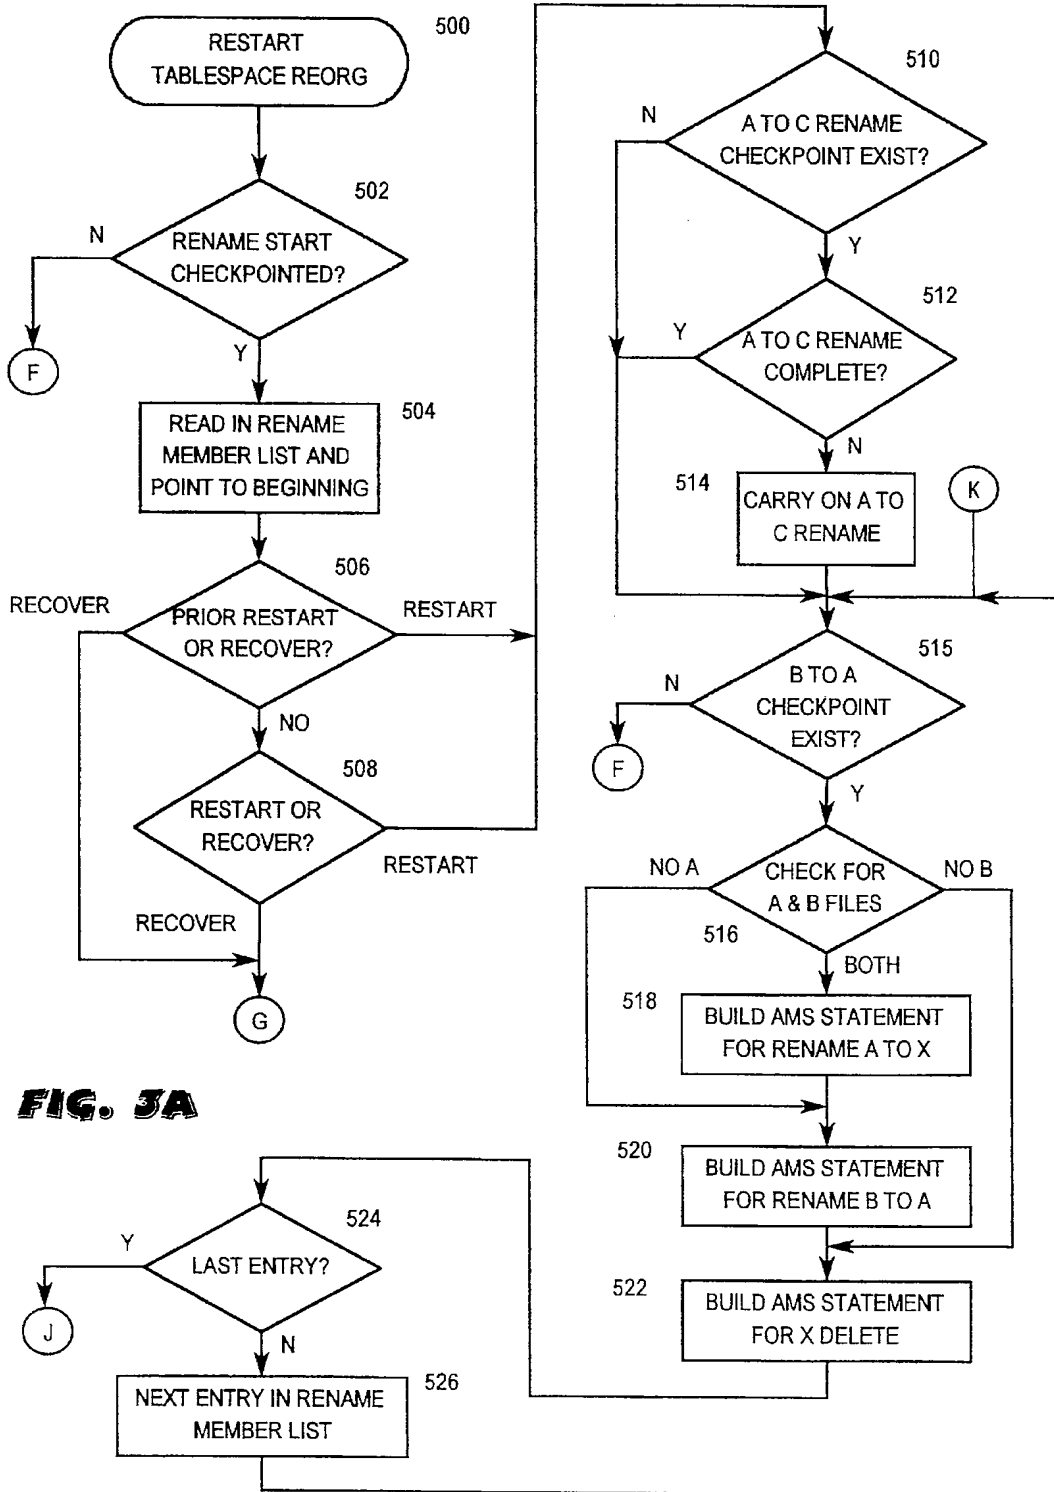 RESTART
TABLESPACE REORG
500
502
RENAME START
CHECKPOINTED?
N
Y
F
504
READ IN RENAME
MEMBER LIST AND
POINT TO BEGINNING
506
RECOVER
PRIOR RESTART
OR RECOVER?
RESTART
NO
508
RESTART OR
RECOVER?
RESTART
RECOVER
G
FIG. 3A
510
N
A TO C RENAME
CHECKPOINT EXIST?
Y
512
Y
A TO C RENAME
COMPLETE?
N
514
CARRY ON A TO
C RENAME
K
515
N
B TO A
CHECKPOINT
EXIST?
F
Y
NO A
CHECK FOR
A & B FILES
NO B
516
BOTH
518
BUILD AMS STATEMENT
FOR RENAME A TO X
520
BUILD AMS STATEMENT
FOR RENAME B TO A
522
BUILD AMS STATEMENT
FOR X DELETE
524
Y
LAST ENTRY?
J
N
526
NEXT ENTRY IN RENAME
MEMBER LIST